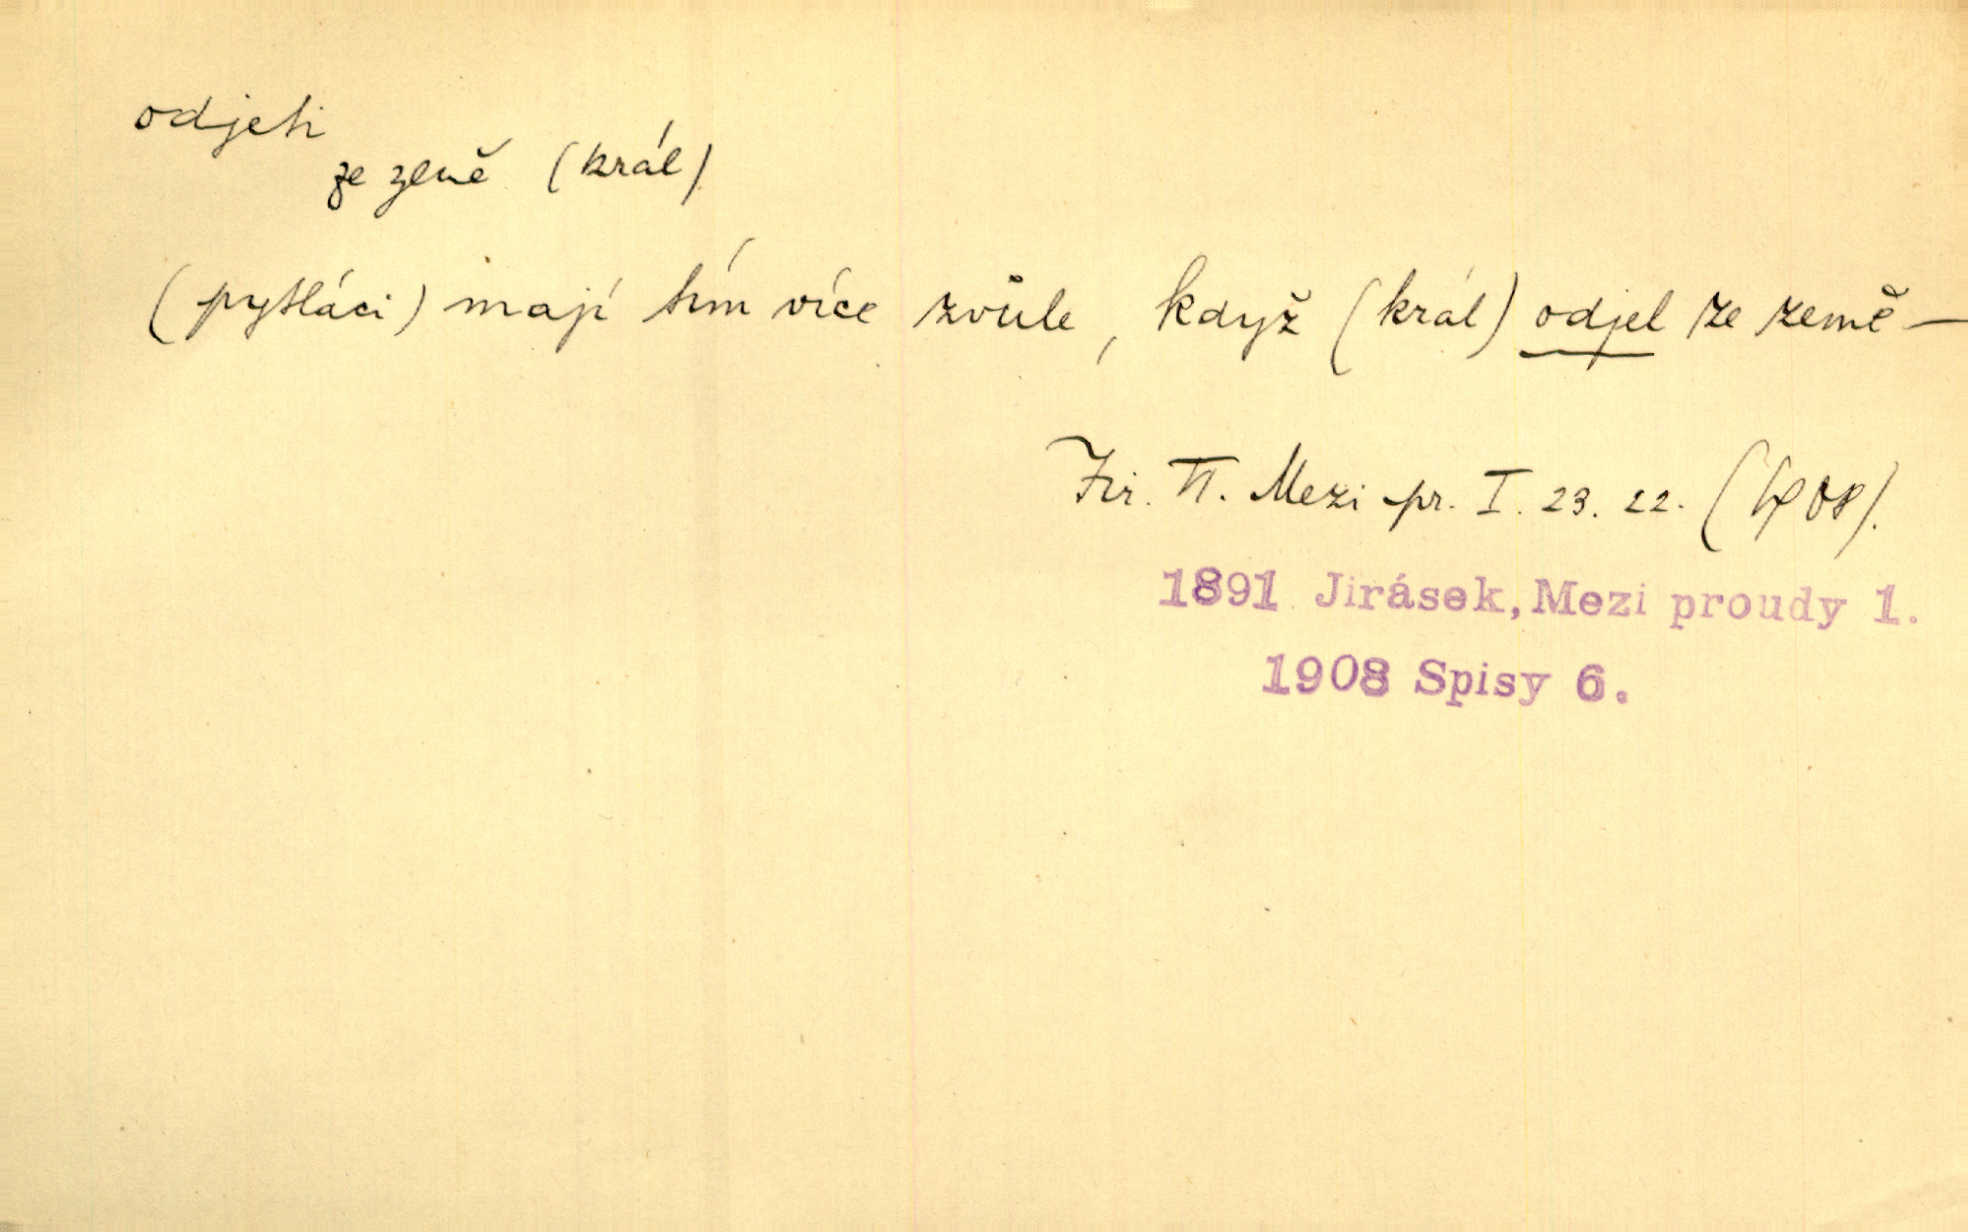 odjeti
ze země (král)
(pytláci) mají tím více zvůle, když (král) odjel ze země —
Jir. VI. Mezi pr. I. 23. 22. (1908).
1891 Jirásek, Mezi proudy 1.
1908 Spisy 6.